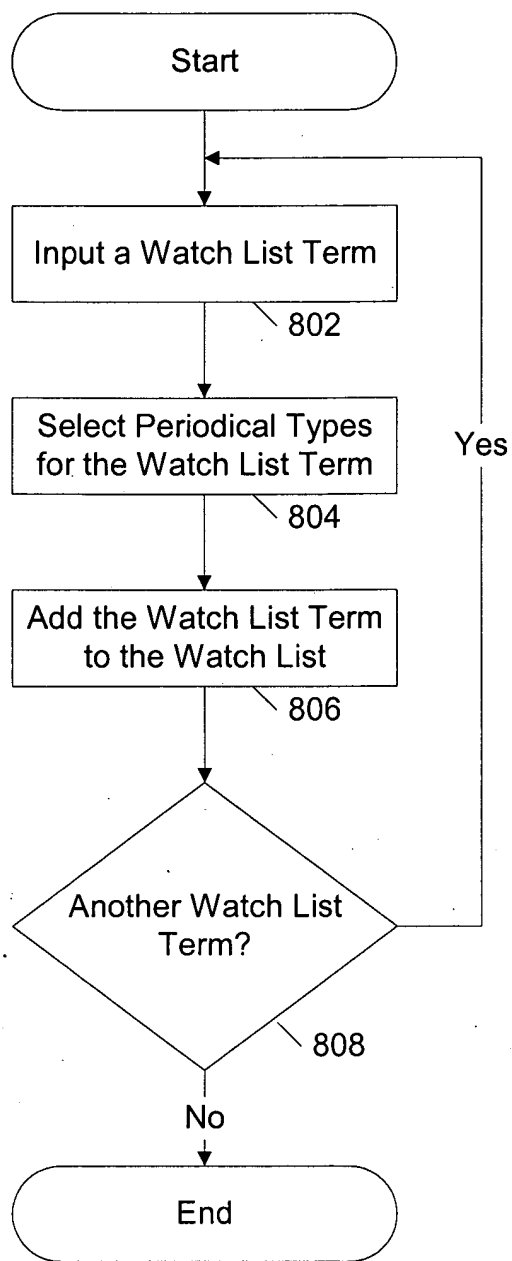 Start
Input a Watch List Term
802
Select Periodical Types
for the Watch List Term
804
Yes
Add the Watch List Term
to the Watch List
806
Another Watch List
Term?
808
No
End